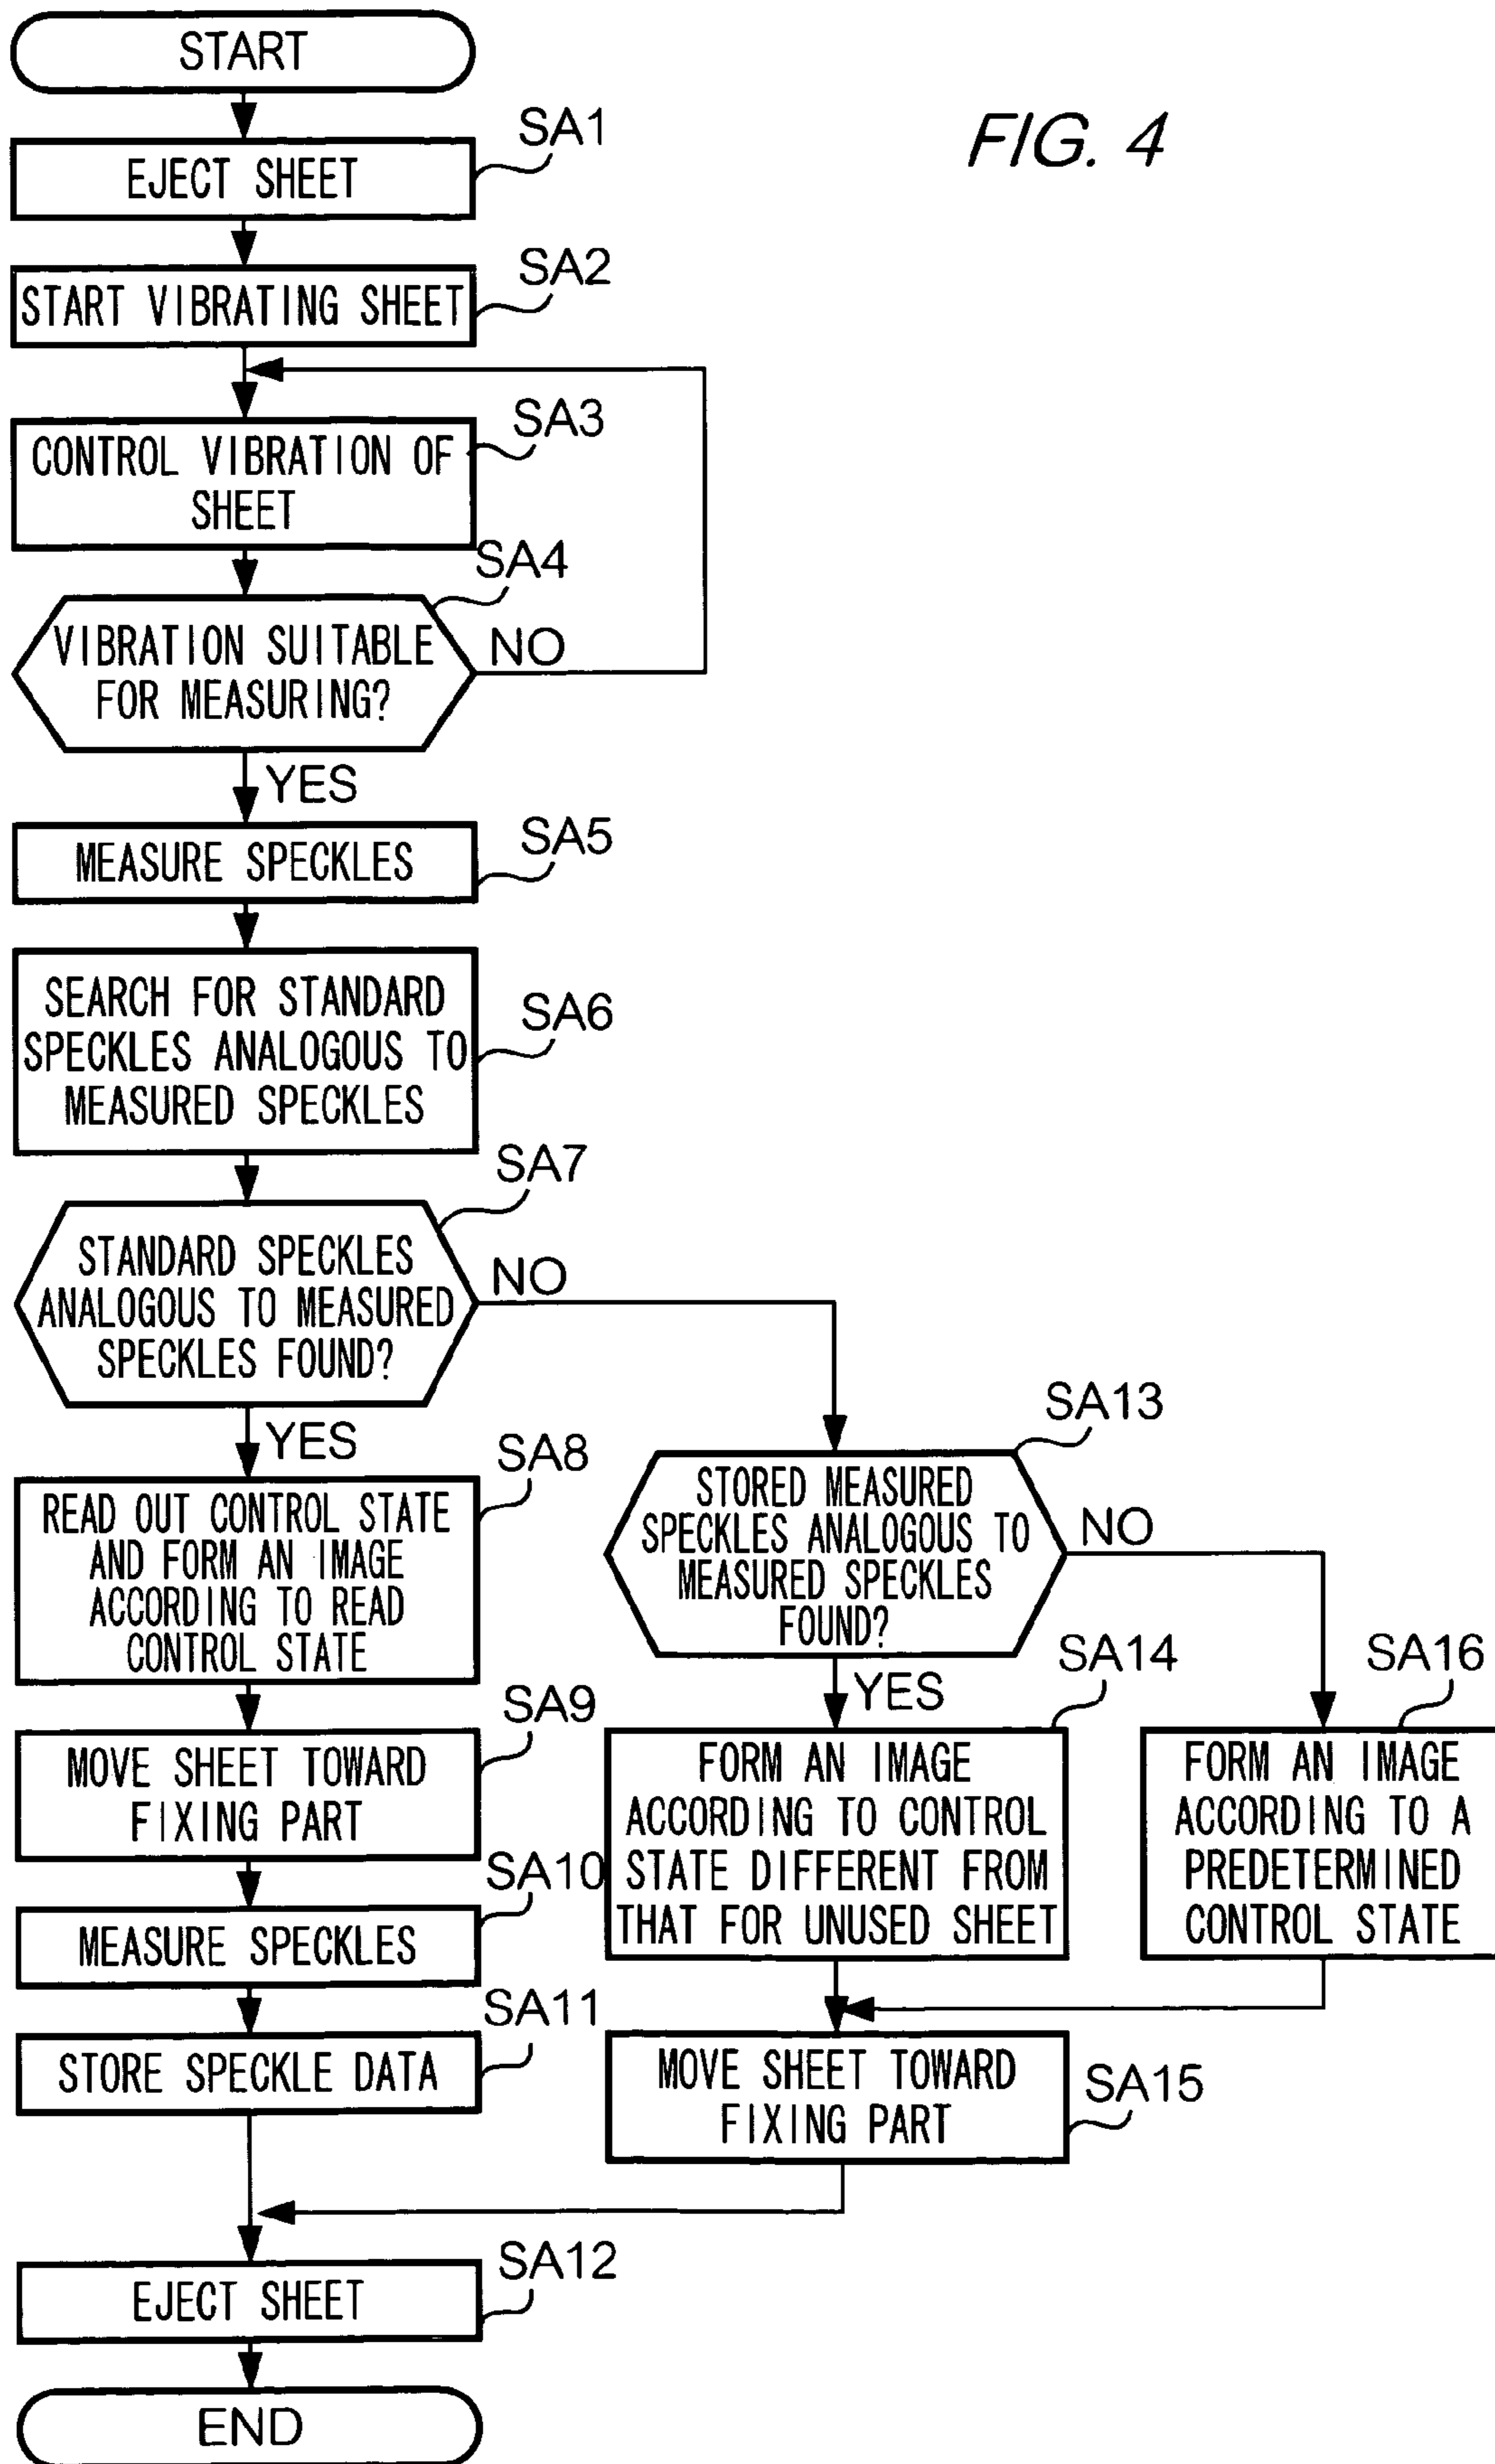 START
FIG. 4
SA1
EJECT SHEET
SA2
START VIBRATING SHEET
SA3
CONTROL VIBRATION OF
SHEET
SA4
VIBRATION SUITABLE
FOR MEASURING?
NO
YES
SA5
MEASURE SPECKLES
SA6
SEARCH FOR STANDARD
SPECKLES ANALOGOUS TO
MEASURED SPECKLES
SA7
STANDARD SPECKLES
ANALOGOUS TO MEASURED
SPECKLES FOUND?
NO
YES
SA8
READ OUT CONTROL STATE
AND FORM AN IMAGE
ACCORDING TO READ
CONTROL STATE
SA9
MOVE SHEET TOWARD
FIXING PART
SA10
MEASURE SPECKLES
SA11
STORE SPECKLE DATA
SA13
STORED MEASURED
SPECKLES ANALOGOUS TO
MEASURED SPECKLES
FOUND?
NO
YES
SA14
FORM AN IMAGE
ACCORDING TO CONTROL
STATE DIFFERENT FROM
THAT FOR UNUSED SHEET
SA16
FORM AN IMAGE
ACCORDING TO A
PREDETERMINED
CONTROL STATE
MOVE SHEET TOWARD
FIXING PART
SA15
SA12
EJECT SHEET
END